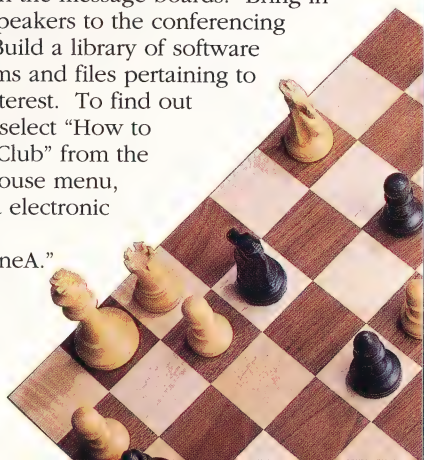 the message boards. Bring in
peakers to the conferencing
Build a library of software
ms and files pertaining to
terest. To find out
select “How to
Club” from the
ouse menu,
electronic
neA.”